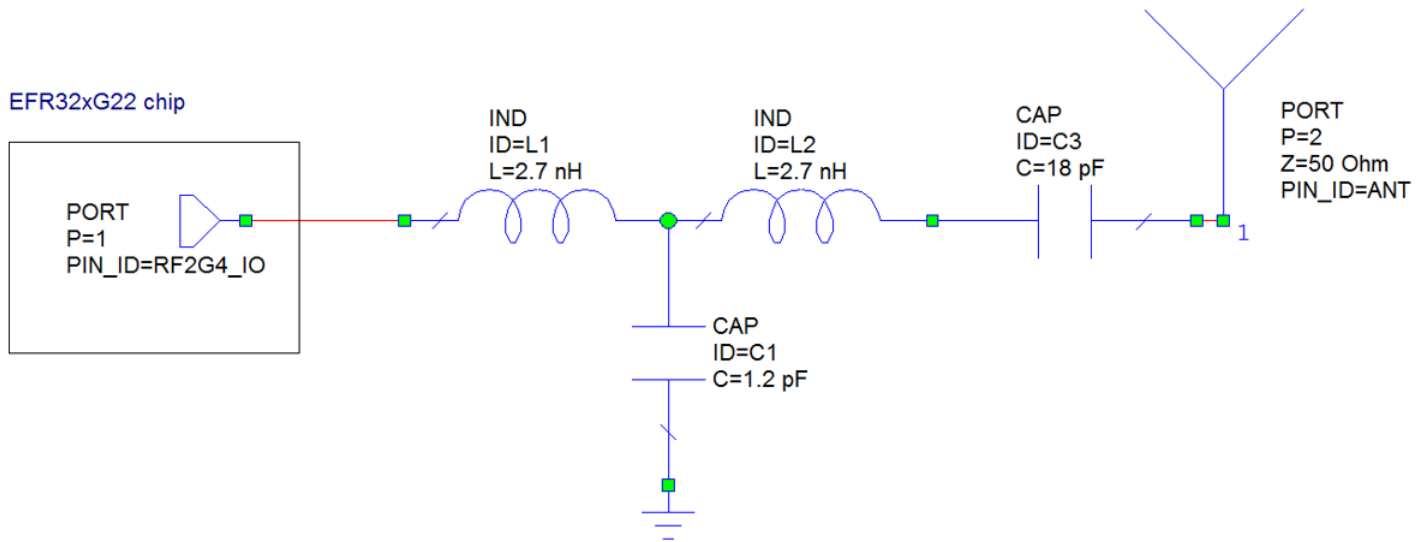 EFR32xG22 chip
PORT
P=1
PIN_ID=RF2G4_IO
IND
ID=L1
L=2.7 nH
IND
ID=L2
L=2.7 nH
CAP
ID=C1
C=1.2 pF
CAP
ID=C3
C=18 pF
PORT
P=2
Z=50 Ohm
PIN_ID=ANT
1